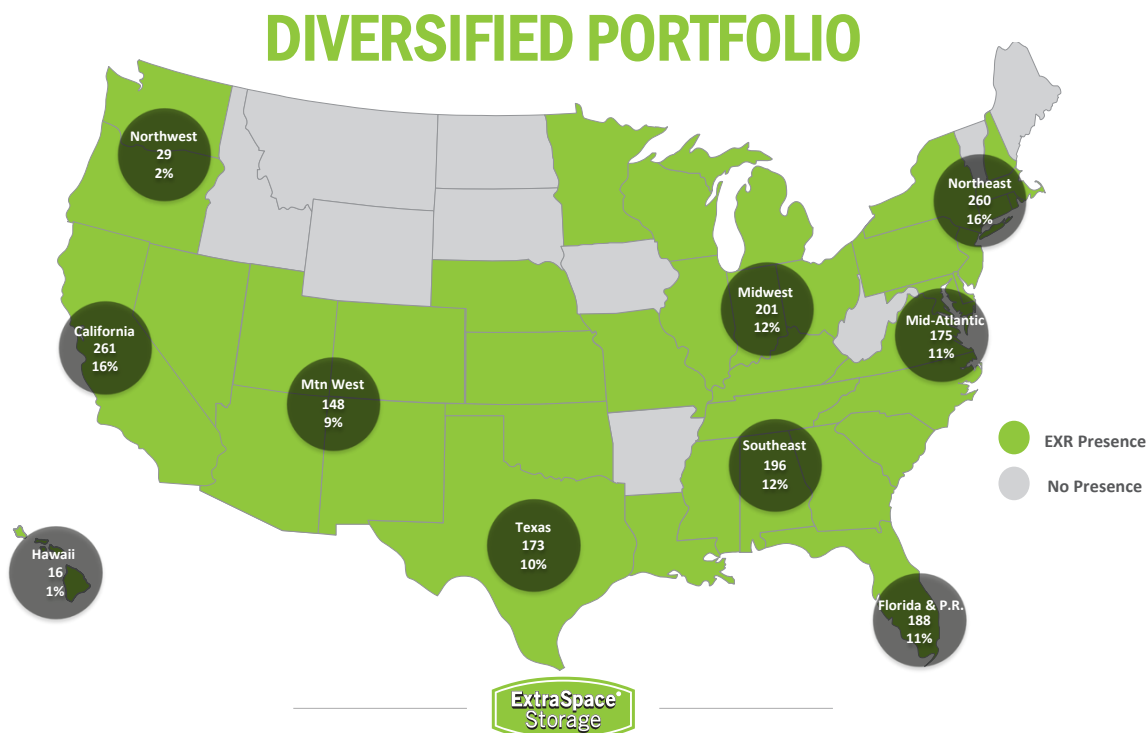 DIVERSIFIED PORTFOLIO
Northwest
29
2%
Northeast
260
16%
Midwest
201
12%
Mid-Atlantic
175
11%
California
261
16%
Mtn West
148
9%
Southeast
196
12%
EXR Presence
No Presence
Texas
173
10%
Hawaii
16
1%
Florida & P.R.
188
11%
ExtraSpace®
Storage